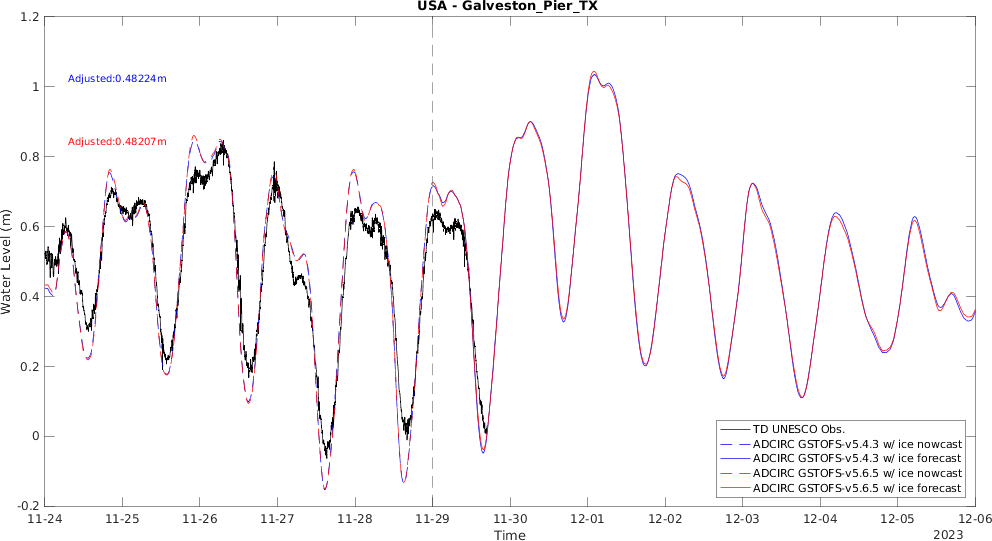 USA - Galveston_Pier_TX
1.2
1
0.8
0.6
0.4
0.2
0
-0.2
Water Level (m)
Adjusted:0.48224m
Adjusted:0.48207m
TD UNESCO Obs.
ADCIRC GSTOFS-v5.4.3 w/ ice nowcast
ADCIRC GSTOFS-v5.4.3 w/ ice forecast
ADCIRC GSTOFS-v5.6.5 w/ ice nowcast
ADCIRC GSTOFS-v5.6.5 w/ ice forecast
11-24 11-25 11-26 11-27 11-28 11-29 11-30 12-01 12-02 12-03 12-04 12-05 12-06
Time
2023